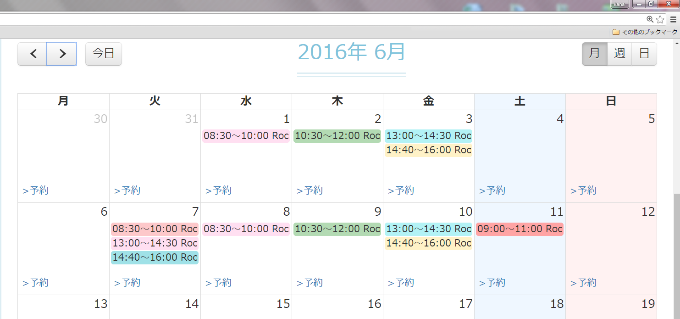 その他のブックマーク
今日
2016年 6月
月 週 日
月 火 水 木 金 土 日
30 31 1 2 3 4 5
08:30～10:00 Roc 10:30～12:00 Roc 13:00～14:30 Roc
14:40～16:00 Roc
>予約 >予約 >予約 >予約 >予約 >予約 >予約
6 7 8 9 10 11 12
08:30～10:00 Roc 08:30～10:00 Roc 10:30～12:00 Roc 13:00～14:30 Roc 09:00～11:00 Roc
13:00～14:30 Roc 14:40～16:00 Roc
14:40～16:00 Roc
>予約 >予約 >予約 >予約 >予約 >予約 >予約
13 14 15 16 17 18 19